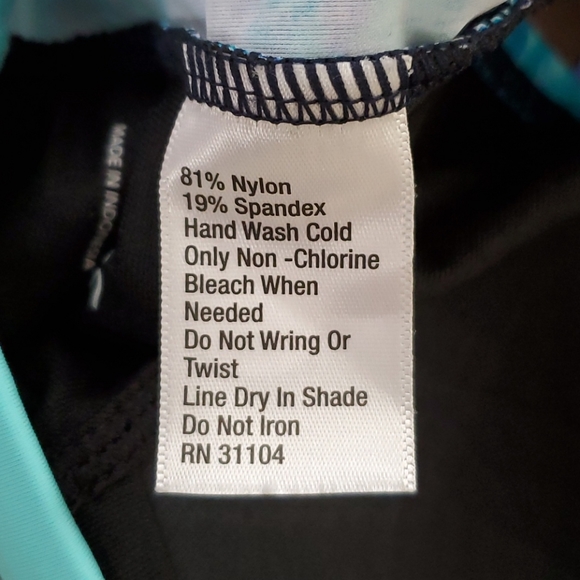 81% Nylon
19% Spandex
Hand Wash Cold
Only Non -Chlorine
Bleach When
Needed
Do Not Wring Or
Twist
Line Dry In Shade
Do Not Iron
RN 31104
MADE IN INDONESIA